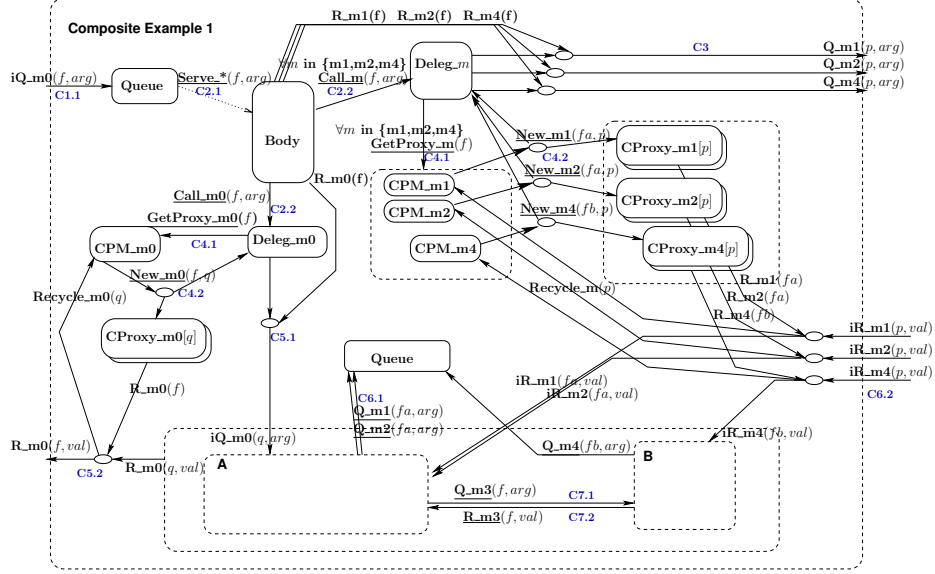 R_m1(f) R_m2(f) R_m4(f)
Composite Example 1
C3
Q_m1(p, arg)
Q_m2(p, arg)
Q_m4(p, arg)
∀m in {m1,m2,m4}
Deleg_m
iQ_m0(f, arg)
C1.1
Queue
Serve_*(f, arg)
C2.1
Call_m(f, arg)
C2.2
Body
∀m in {m1,m2,m4}
GetProxy_m(f)
C4.1
New_m1(fa, p)
C4.2
CProxy_m1[p]
New_m2(fa, p)
CProxy_m2[p]
New_m4(fb, p)
CProxy_m4[p]
CPM_m1
CPM_m2
CPM_m4
R_m0(f)
Call_m0(f, arg)
C2.2
GetProxy_m0(f)
C4.1
CPM_m0
Deleg_m0
New_m0(f, q)
C4.2
Recycle_m0(q)
Recycle_m(p)
R_m1(fa)
R_m2(fa)
R_m4(fb)
CProxy_m0[q]
C5.1
iR_m1(p, val)
iR_m2(p, val)
iR_m4(p, val)
C6.2
Queue
R_m0(f)
C6.1
iR_m1(fa, val)
iR_m2(fa, val)
Q_m1(fa, arg)
Q_m2(fa, arg)
iR_m4(fb, val)
R_m0(f, val)
C5.2
R_m0(q, val)
iQ_m0(q, arg)
Q_m4(fb, arg)
A
B
Q_m3(f, arg)
C7.1
R_m3(f, val)
C7.2